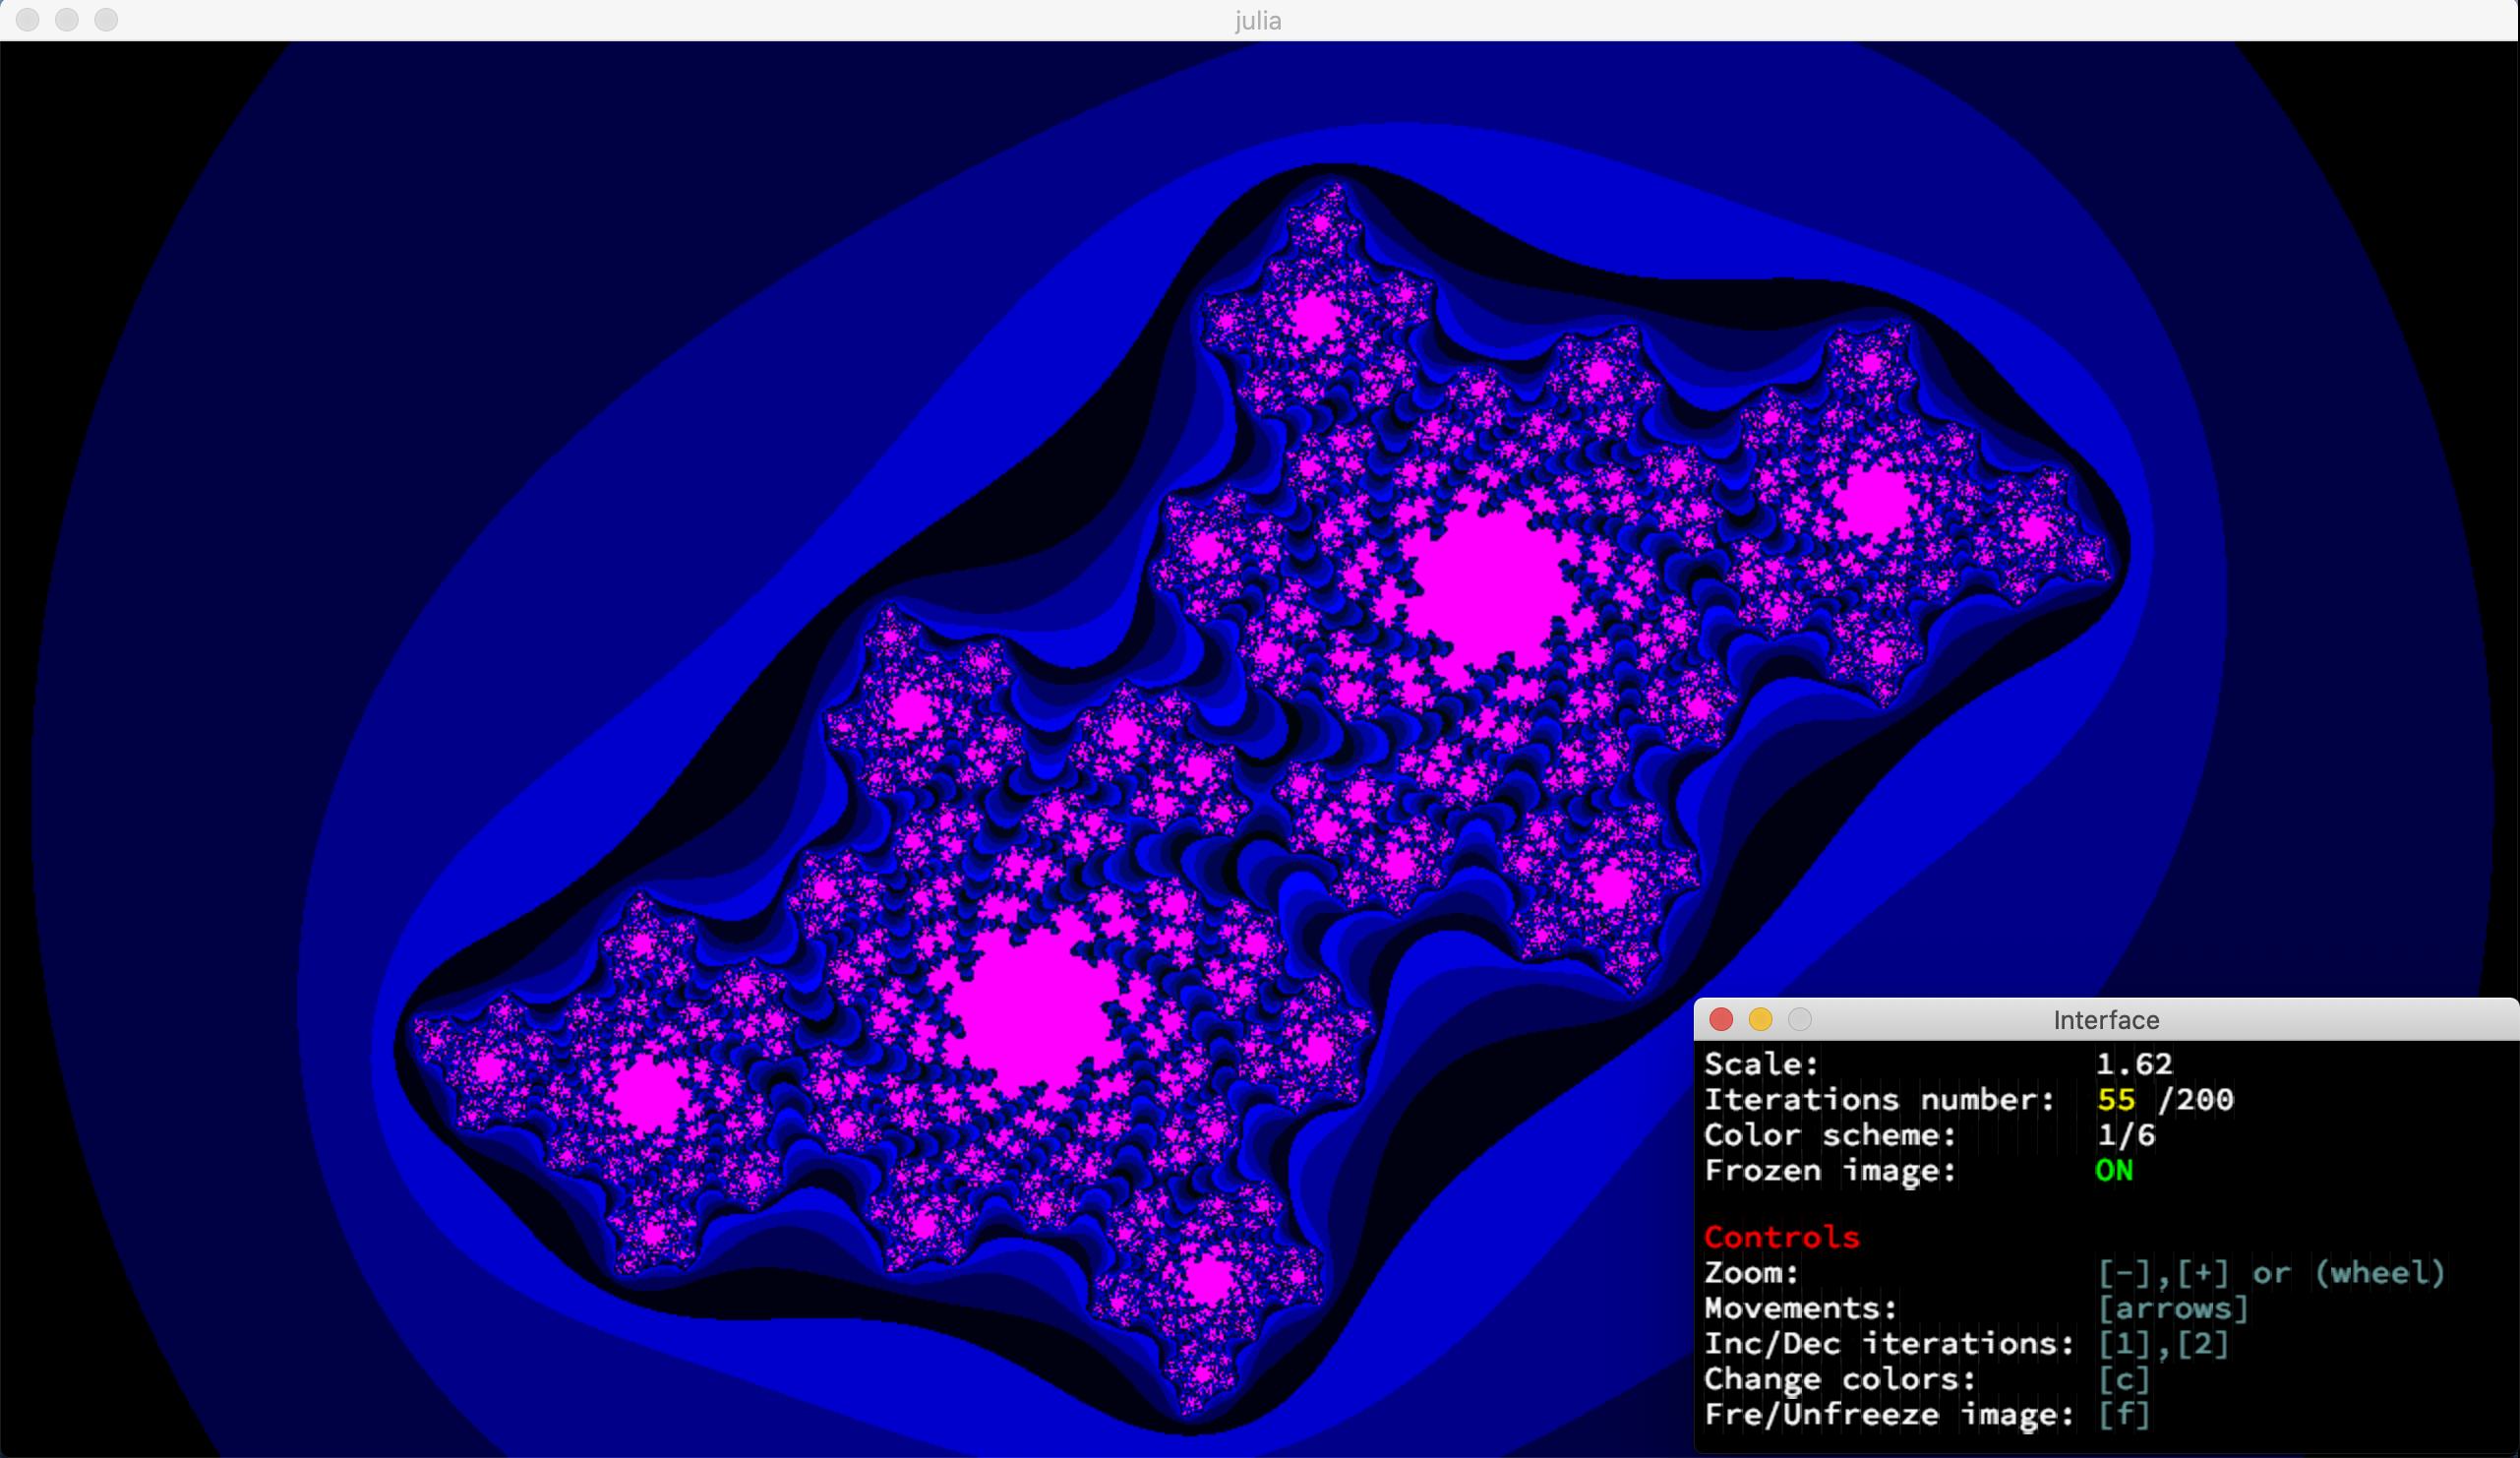 julia
Interface
Scale: 1.62
Iterations number: 55 /200
Color scheme: 1/6
Frozen image: ON
Controls
Zoom: [-],[+] or (wheel)
Movements: [arrows]
Inc/Dec iterations: [1],[2]
Change colors: [c]
Fre/Unfreeze image: [f]